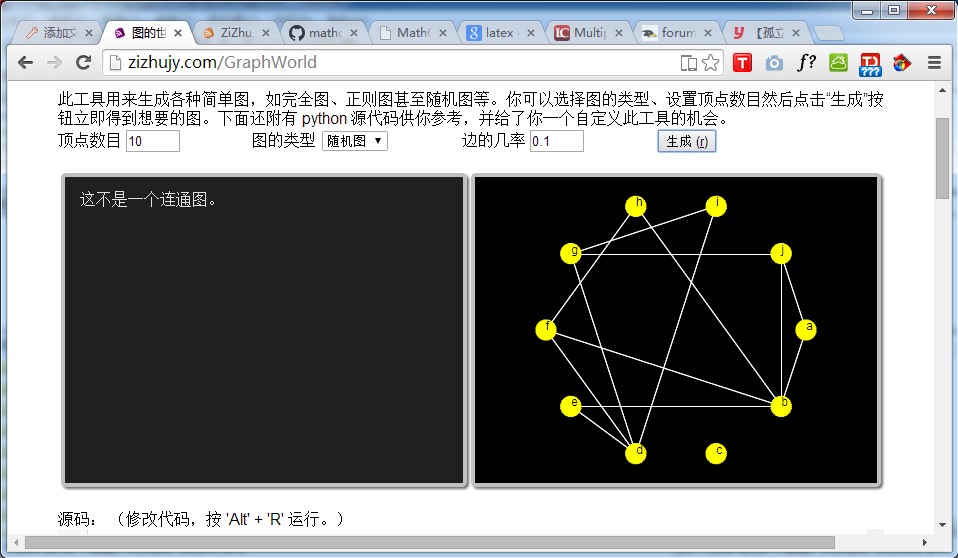 添加文
图的世
ZiZhuj
mathc
Math
latex
Multip
forum
【孤立
zizhujy.com/GraphWorld
此工具用来生成各种简单图，如完全图、正则图甚至随机图等。你可以选择图的类型、设置顶点数目然后点击“生成”按
钮立即得到想要的图。下面还附有 python 源代码供你参考，并给了你一个自定义此工具的机会。
顶点数目 10 图的类型 随机图 边的几率 0.1 生成 (r)
这不是一个连通图。
h i
g j
f a
e b
d c
源码： （修改代码，按 'Alt' + 'R' 运行。）